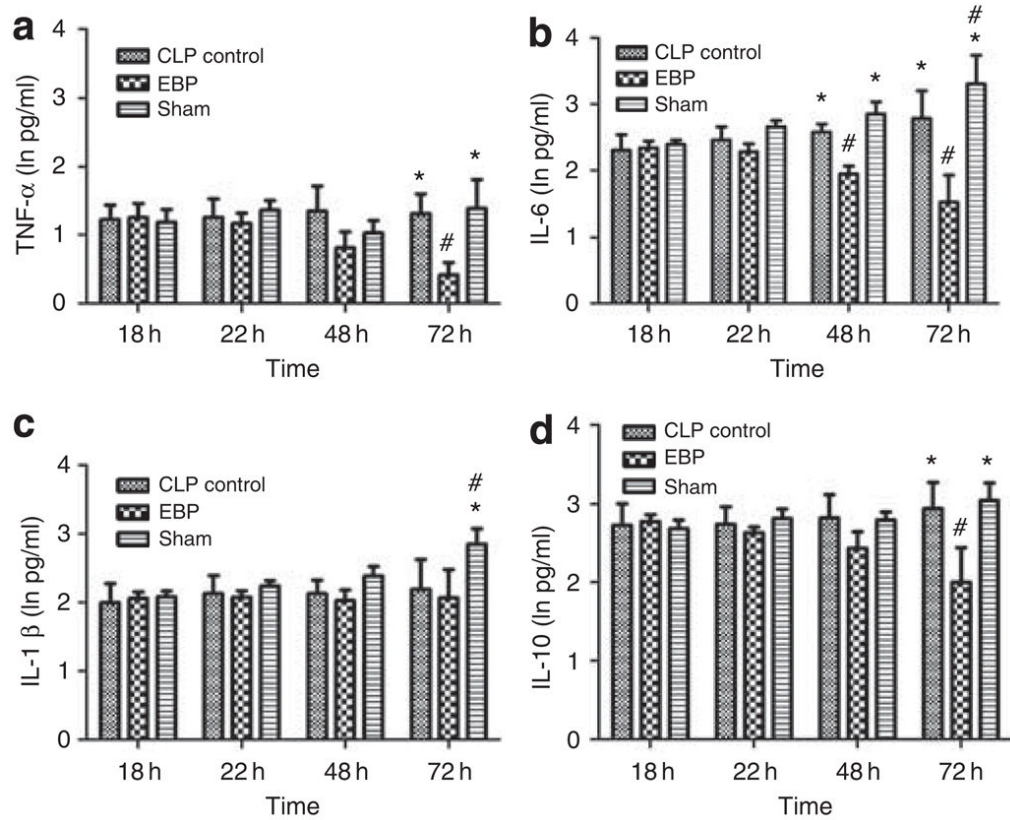 a
TNF-α (ln pg/ml)
4
3
2
1
0
CLP control
EBP
Sham
*
#
*
18 h 22 h 48 h 72 h
Time
b
IL-6 (ln pg/ml)
4
3
2
1
0
CLP control
EBP
Sham
*
#
*
*
#
#
*
18 h 22 h 48 h 72 h
Time
c
IL-1 β (ln pg/ml)
4
3
2
1
0
CLP control
EBP
Sham
#
*
18 h 22 h 48 h 72 h
Time
d
IL-10 (ln pg/ml)
4
3
2
1
0
CLP control
EBP
Sham
*
#
*
18 h 22 h 48 h 72 h
Time